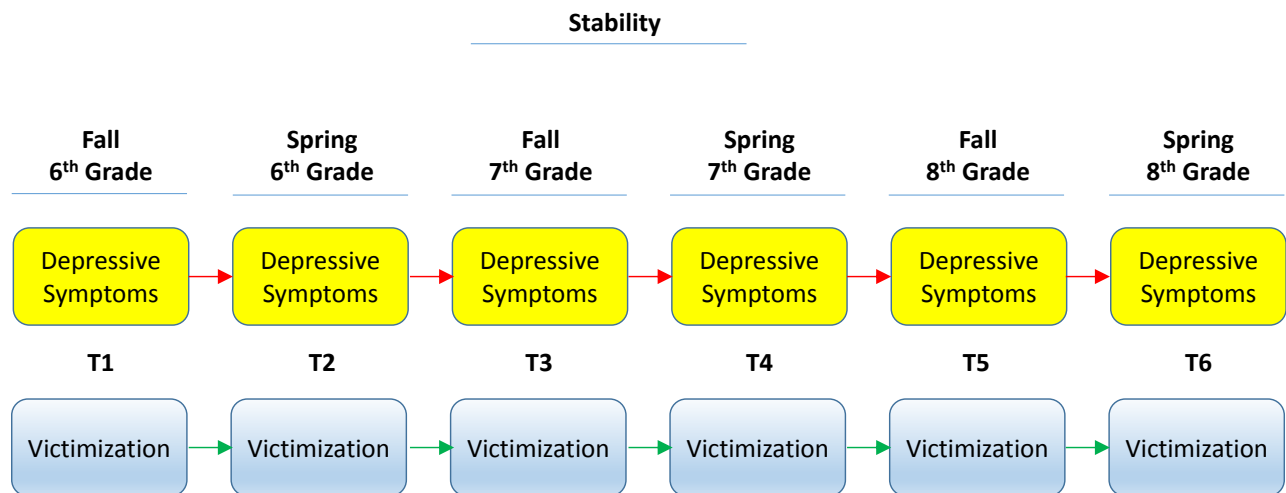 Stability
Fall Spring Fall Spring Fall Spring
6th Grade 6th Grade 7th Grade 7th Grade 8th Grade 8th Grade
Depressive Depressive Depressive Depressive Depressive Depressive
Symptoms Symptoms Symptoms Symptoms Symptoms Symptoms
T1 T2 T3 T4 T5 T6
Victimization Victimization Victimization Victimization Victimization Victimization